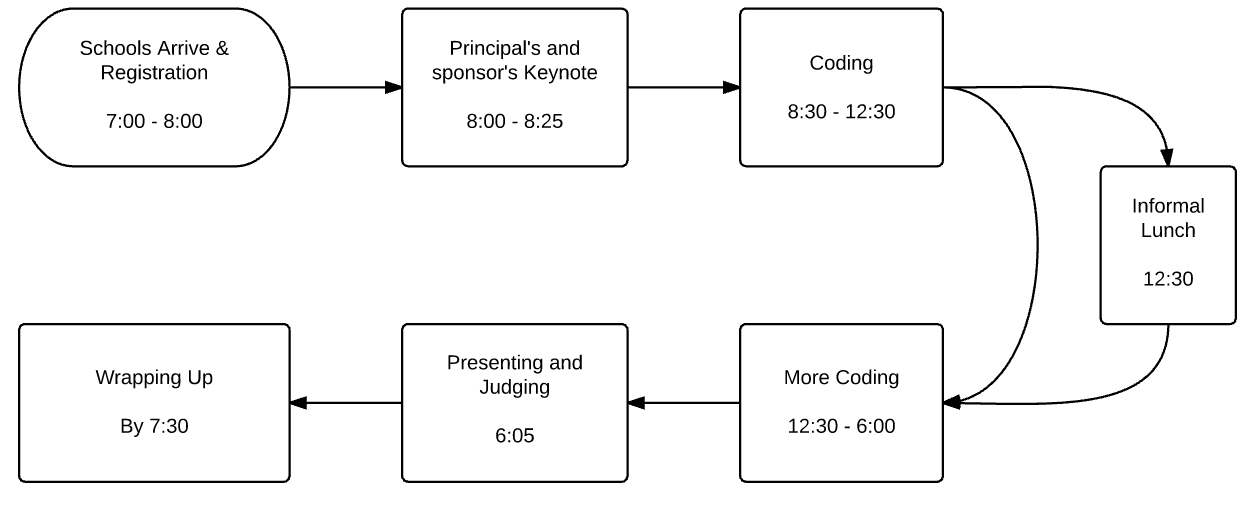 Schools Arrive &
Registration
7:00 - 8:00
Principal's and
sponsor's Keynote
8:00 - 8:25
Coding
8:30 - 12:30
Informal
Lunch
12:30
More Coding
12:30 - 6:00
Presenting and
Judging
6:05
Wrapping Up
By 7:30